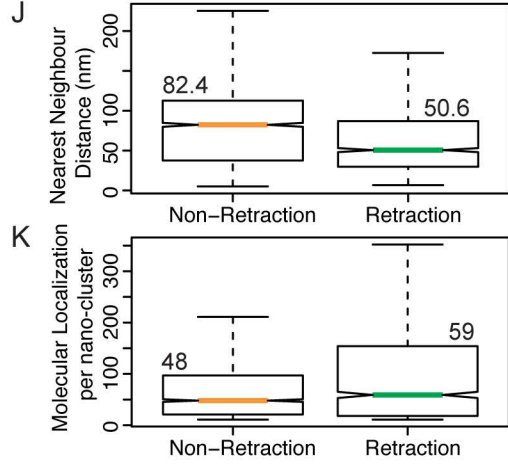 J
Nearest Neighbour
Distance (nm)
200
100
50
0
82.4
50.6
Non-Retraction
Retraction
K
Molecular Localization
per nano-cluster
300
200
100
0
48
59
Non-Retraction
Retraction